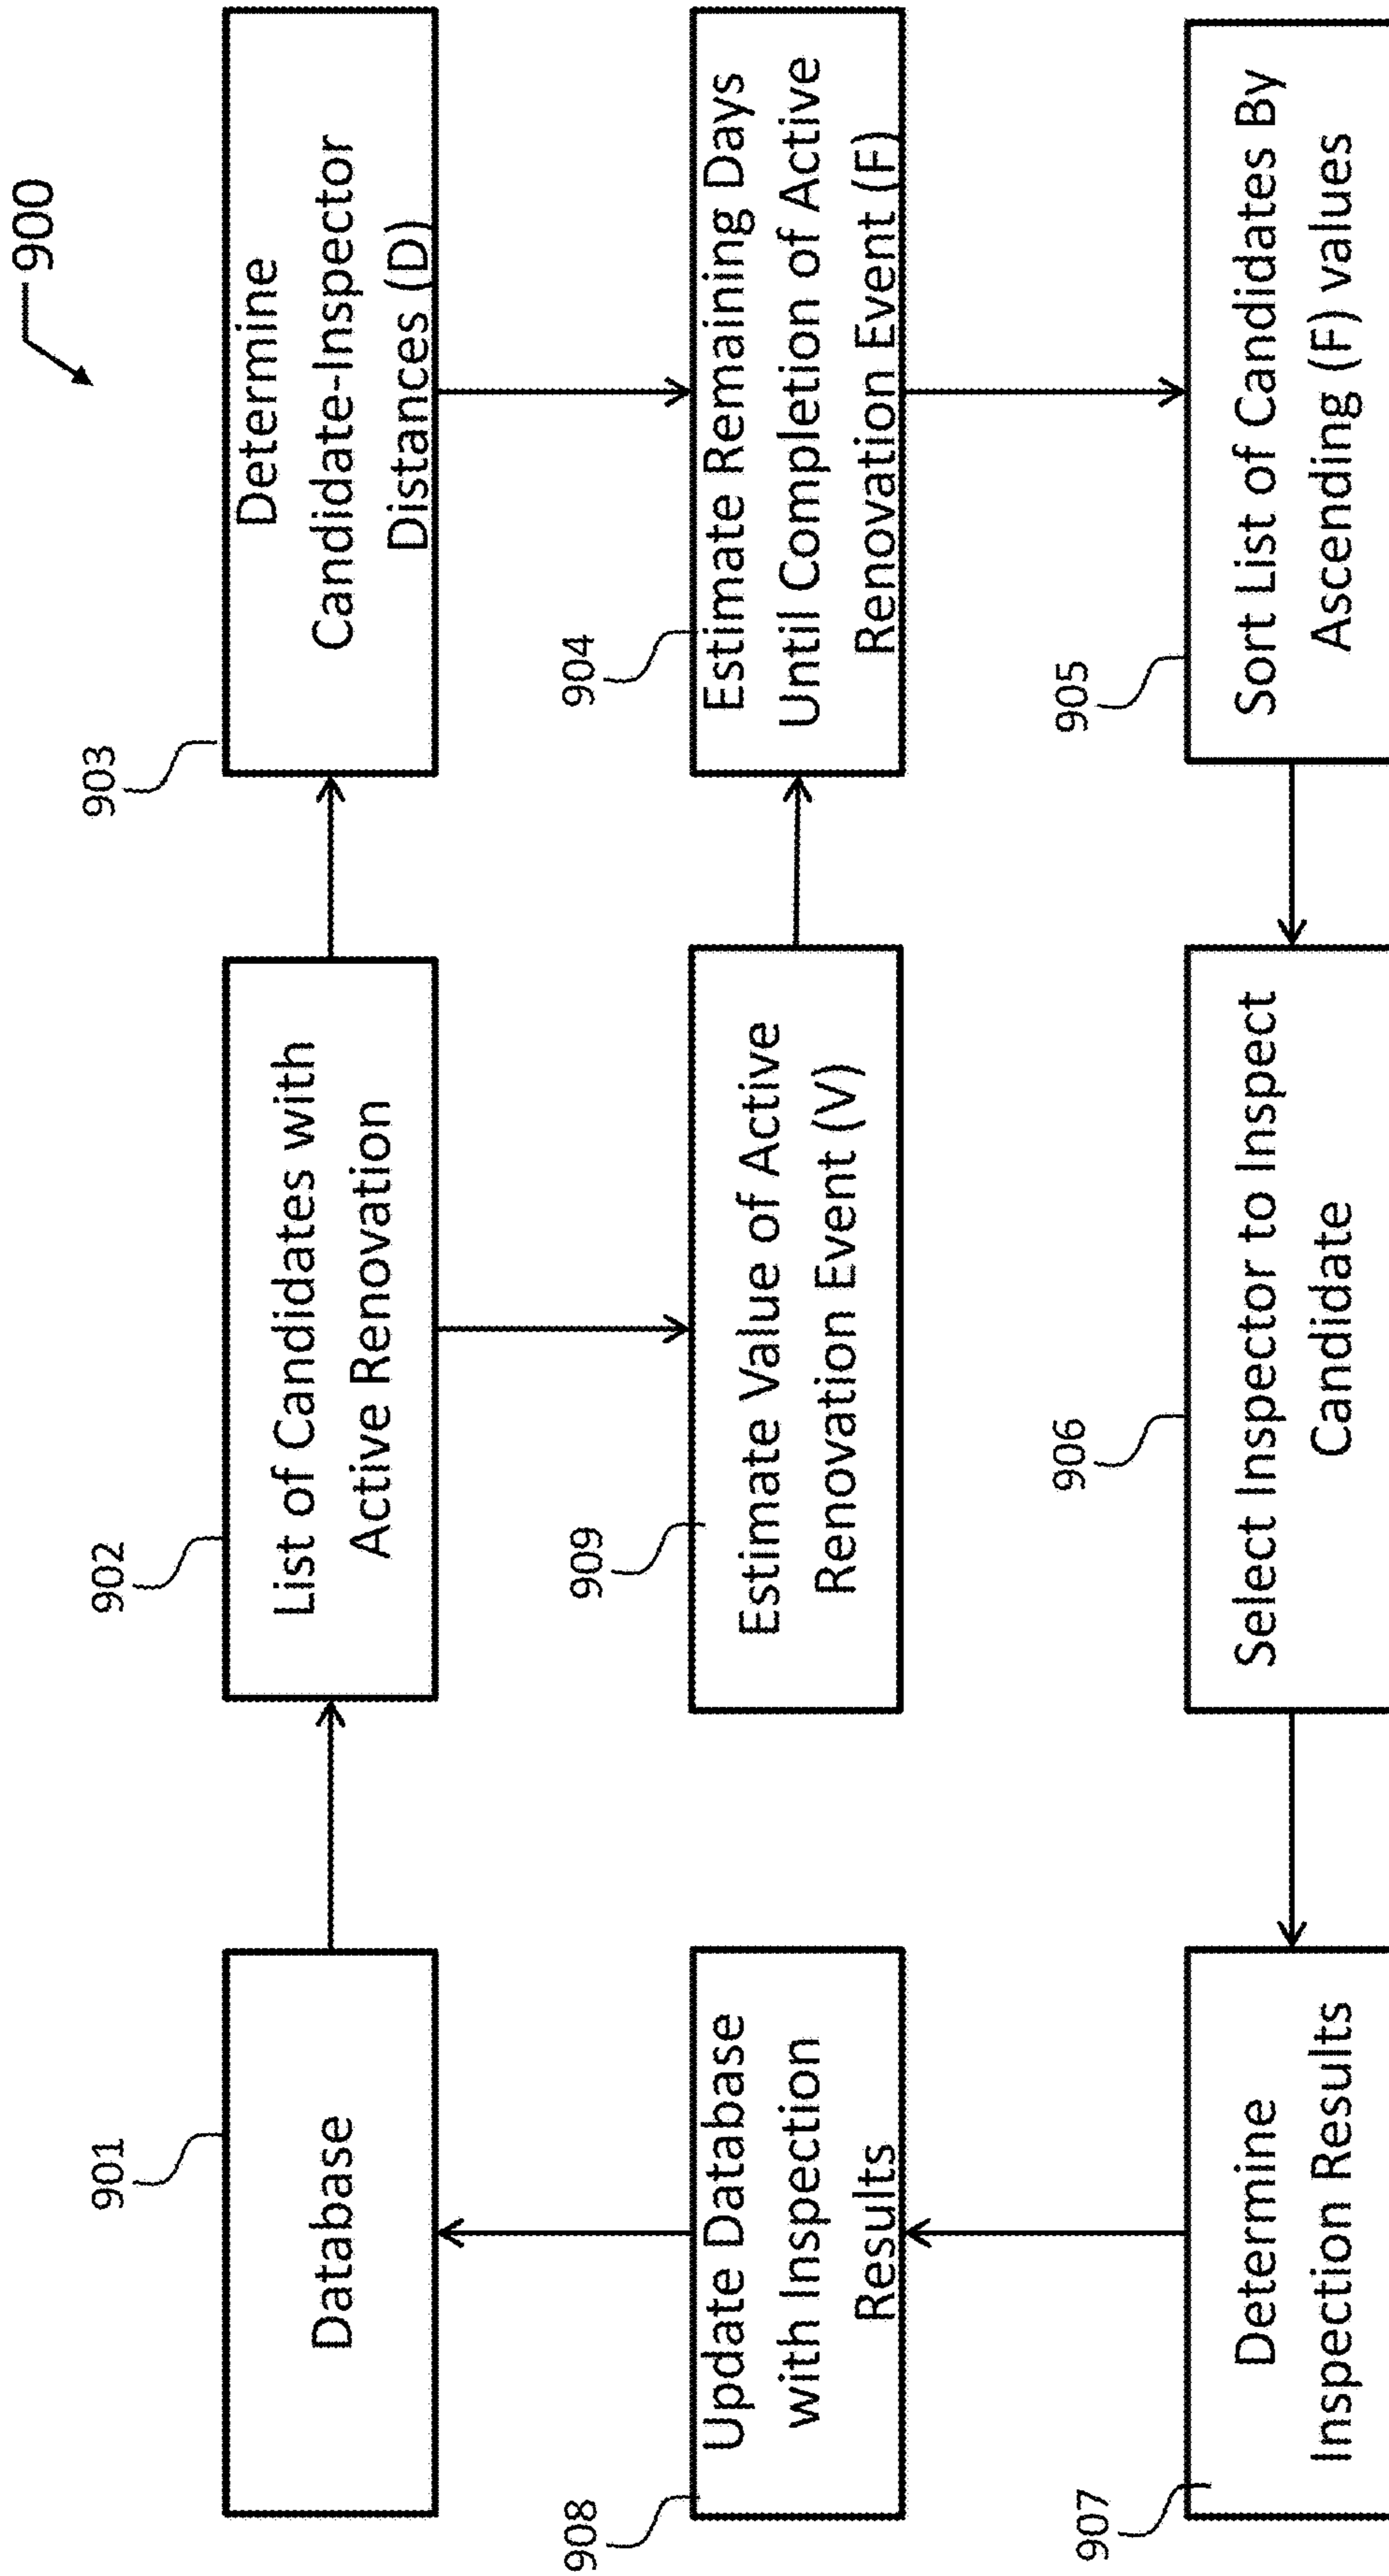 900
901
Database
902
List of Candidates with
Active Renovation
903
Determine
Candidate-Inspector
Distances (D)
908
Update Database
with Inspection
Results
909
Estimate Value of Active
Renovation Event (V)
904
Estimate Remaining Days
Until Completion of Active
Renovation Event (F)
907
Determine
Inspection Results
906
Select Inspector to Inspect
Candidate
905
Sort List of Candidates By
Ascending (F) values